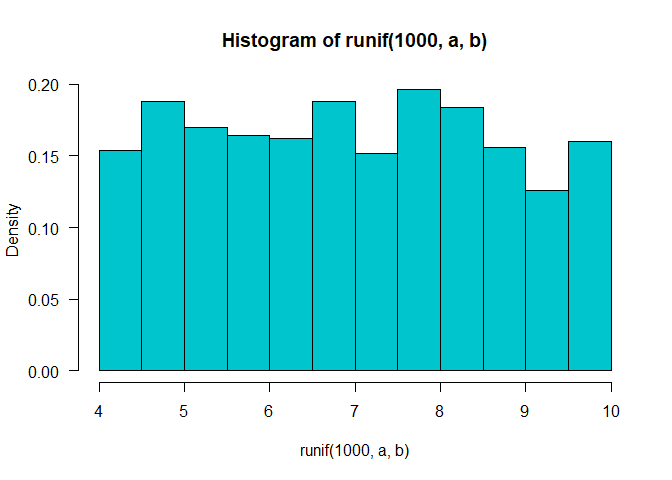 Histogram of runif(1000, a, b)
Density
0.20
0.15
0.10
0.05
0.00
4 5 6 7 8 9 10
runif(1000, a, b)